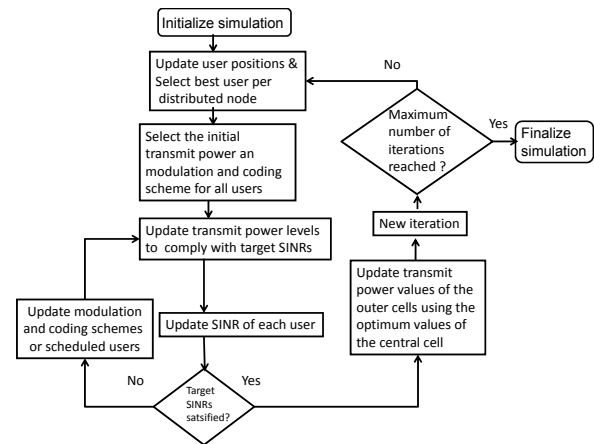 Initialize simulation
Update user positions &
Select best user per
distributed node
Select the initial
transmit power an
modulation and coding
scheme for all users
Update transmit power levels
to comply with target SINRs
Update SINR of each user
Target
SINRs
satsified?
No
Update modulation
and coding schemes
or scheduled users
Yes
Update transmit
power values of the
outer cells using the
optimum values of
the central cell
New iteration
Maximum
number of
iterations
reached ?
No
Yes
Finalize
simulation